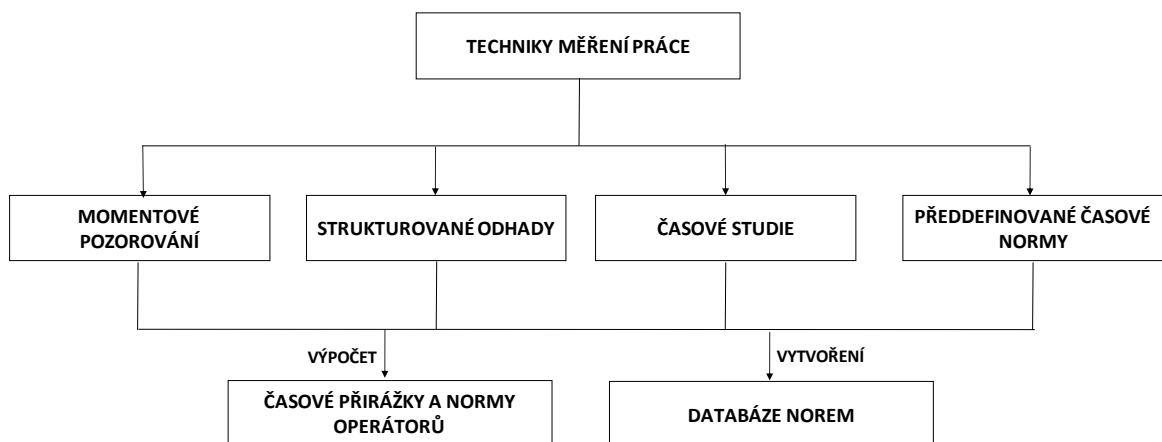 TECHNIKY MĚŘENÍ PRÁCE
MOMENTOVÉ
POZOROVÁNÍ
STRUKTUROVANÉ ODHADY
ČASOVÉ STUDIE
PŘEDDEFINOVANÉ ČASOVÉ
NORMY
VÝPOČET
VYTVOŘENÍ
ČASOVÉ PŘIRÁŽKY A NORMY
OPERÁTORŮ
DATABÁZE NOREM